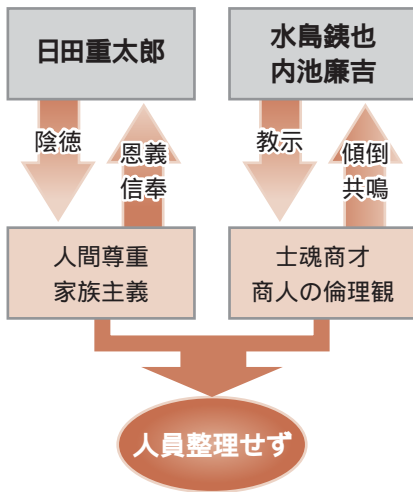 日田重太郎
水島銕也
内池廉吉
陰徳
恩義
信奉
教示
傾倒
共鳴
人間尊重
家族主義
士魂商才
商人の倫理観
人員整理せず